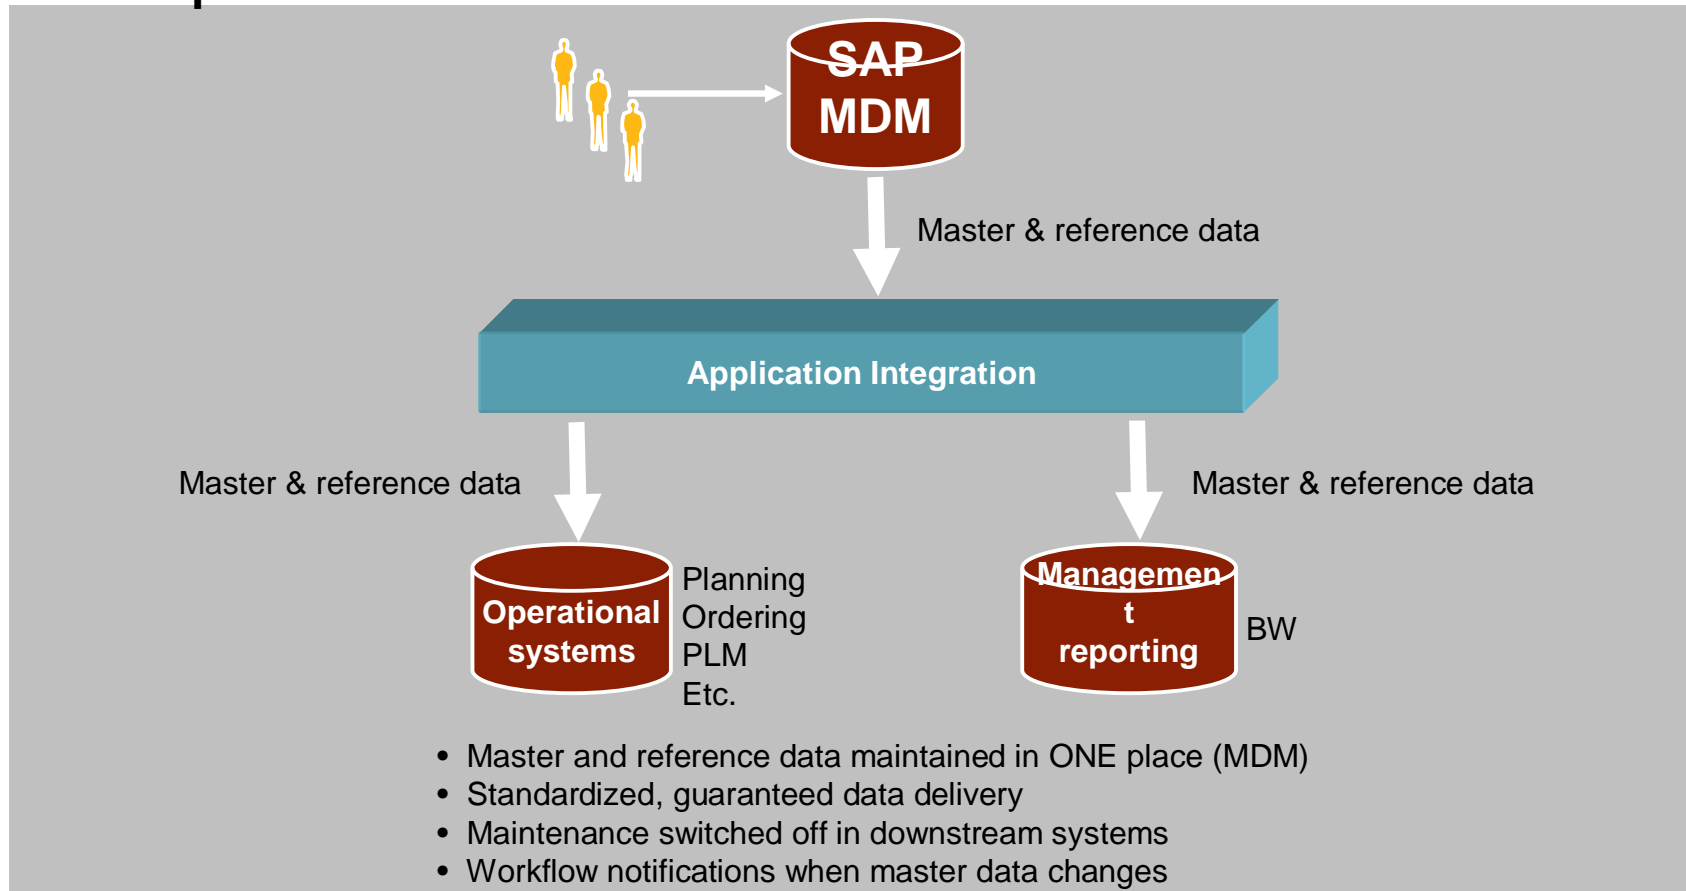 SAP
MDM
Master & reference data
Application Integration
Master & reference data
Master & reference data
Operational
systems
Planning
Ordering
PLM
Etc.
Managemen
t
reporting
BW
• Master and reference data maintained in ONE place (MDM)
• Standardized, guaranteed data delivery
• Maintenance switched off in downstream systems
• Workflow notifications when master data changes